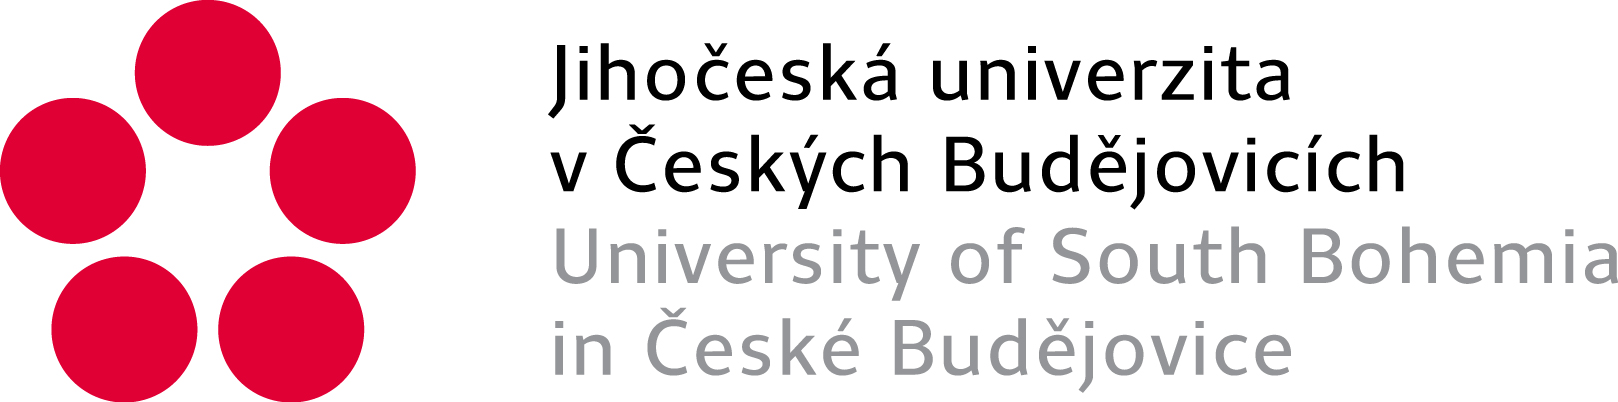 Jihočeská univerzita
v Českých Budějovicích
University of South Bohemia
in České Budějovice